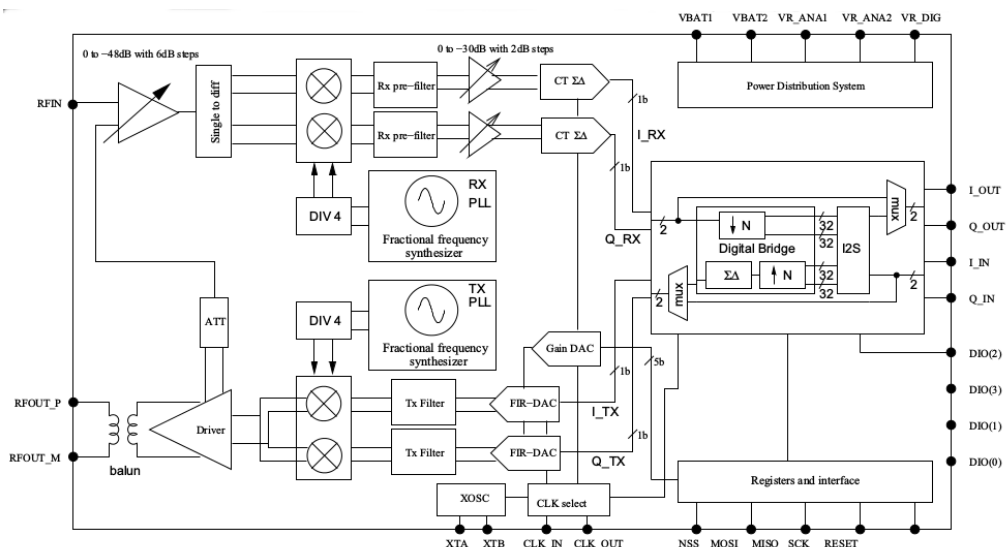 VBAT1 VBAT2 VR_ANA1 VR_ANA2 VR_DIG
0 to −48dB with 6dB steps
0 to −30dB with 2dB steps
Power Distribution System
RFIN
Single to diff
Rx pre−filter
CT ΣΔ
1b
I_RX
Rx pre−filter
CT ΣΔ
1b
Q_RX
RX
PLL
DIV 4
Fractional frequency
synthesizer
TX
PLL
DIV 4
Fractional frequency
synthesizer
2
N
Digital Bridge
32
32
I2S
mux
2
I_OUT
Q_OUT
I_IN
Q_IN
2
mux
ΣΔ
N
32
32
2
ATT
Gain DAC
5b
1b
DIO(2)
DIO(3)
DIO(1)
DIO(0)
RFOUT_P
RFOUT_M
balun
Driver
Tx Filter
FIR−DAC
I_TX
1b
Tx Filter
FIR−DAC
Q_TX
XOSC
CLK select
Registers and interface
XTA XTB CLK_IN CLK_OUT NSS MOSI MISO SCK RESET